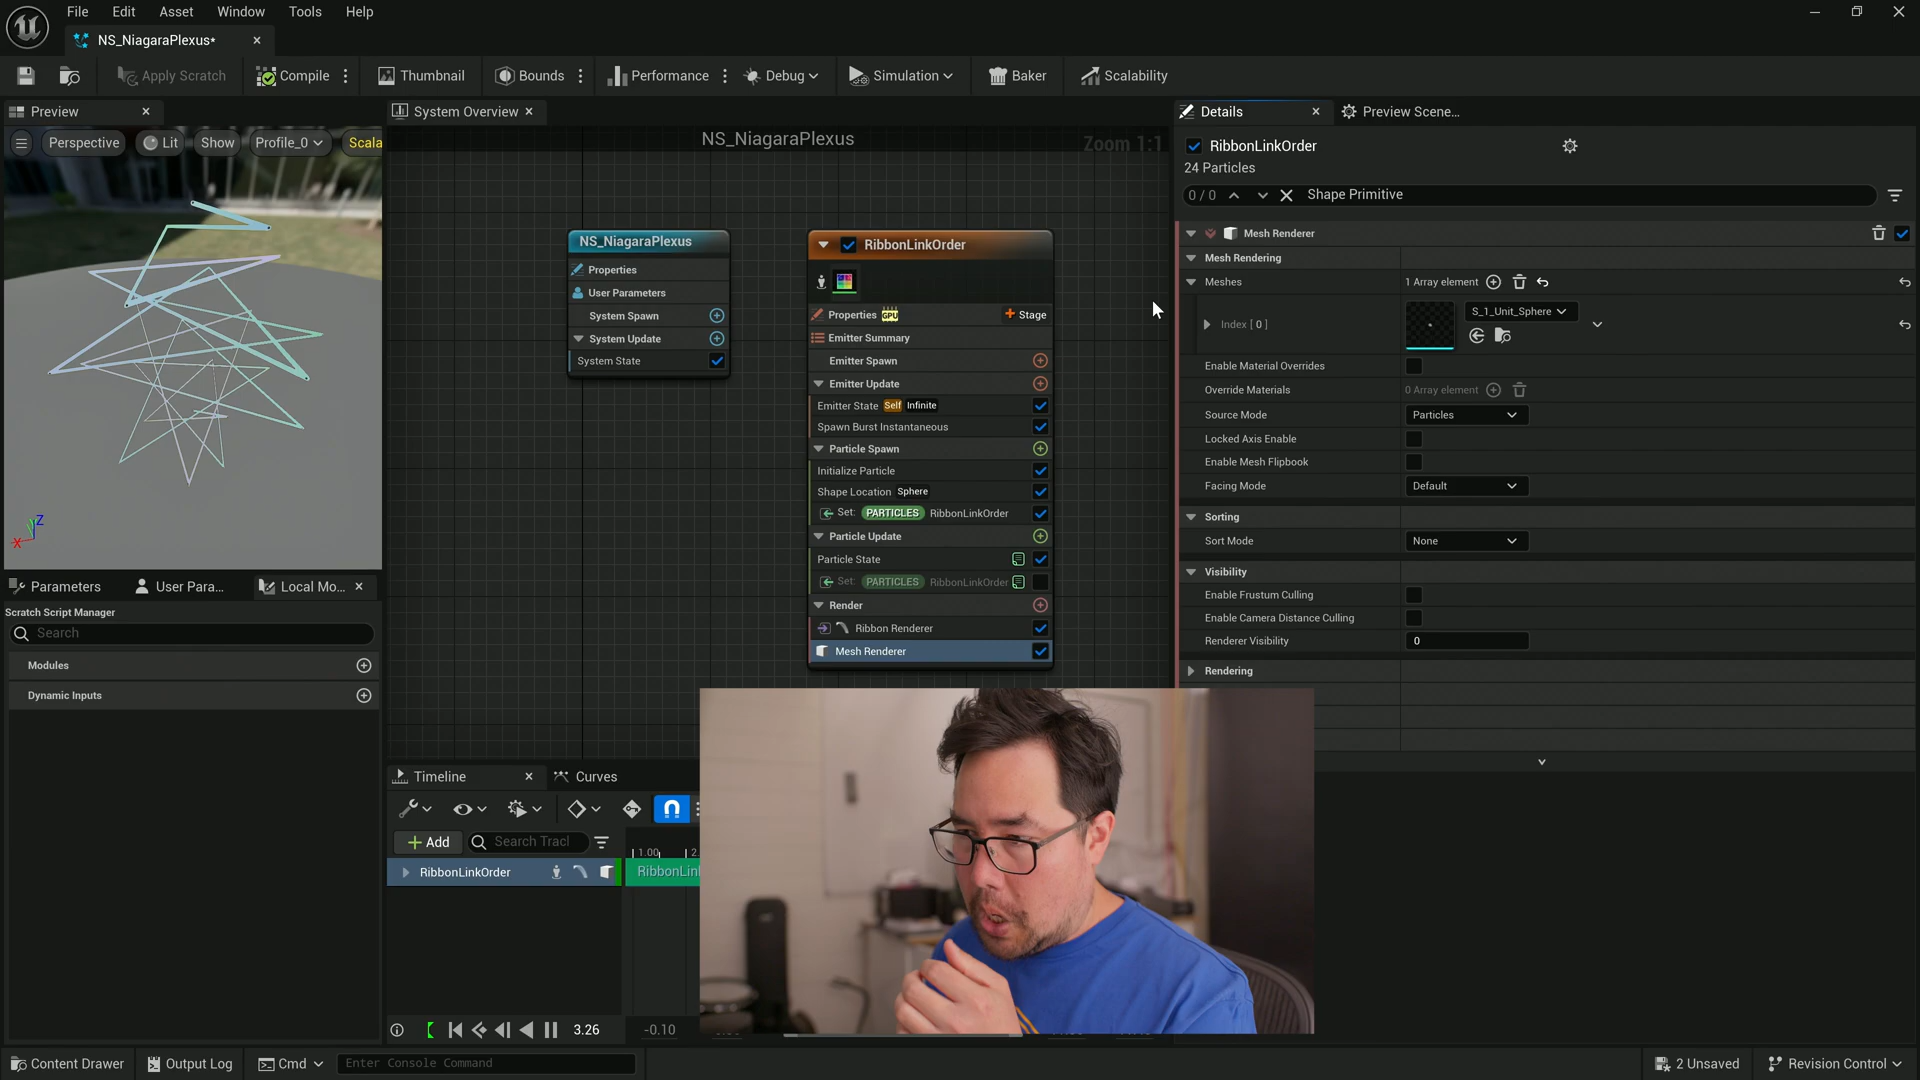 File Edit Asset Window Tools Help
NS_NiagaraPlexus*
Apply Scratch Compile Thumbnail Bounds Performance Debug Simulation Baker Scalability
Preview
System Overview
Details
Preview Scene...
Perspective Lit Show Profile_0 Scala
NS_NiagaraPlexus
Zoom 1:1
RibbonLinkOrder
24 Particles
0 / 0 Shape Primitive
NS_NiagaraPlexus
Properties
User Parameters
System Spawn
System Update
System State
RibbonLinkOrder
Properties GPU Stage
Emitter Summary
Emitter Spawn
Emitter Update
Emitter State Self Infinite
Spawn Burst Instantaneous
Particle Spawn
Initialize Particle
Shape Location Sphere
Set: PARTICLES RibbonLinkOrder
Particle Update
Particle State
Set: PARTICLES RibbonLinkOrder
Render
Ribbon Renderer
Mesh Renderer
Mesh Renderer
Mesh Rendering
Meshes 1 Array element
Index [ 0 ] S_1_Unit_Sphere
Enable Material Overrides
Override Materials 0 Array element
Source Mode Particles
Locked Axis Enable
Enable Mesh Flipbook
Facing Mode Default
Sorting
Sort Mode None
Visibility
Enable Frustum Culling
Enable Camera Distance Culling
Renderer Visibility 0
Rendering
Z
X
Parameters User Para... Local Mo...
Scratch Script Manager
Search
Modules
Dynamic Inputs
Timeline Curves
Add Search Tracl
1.00 2.
RibbonLinkOrder RibbonLin
3.26 -0.10
Content Drawer Output Log Cmd Enter Console Command
2 Unsaved Revision Control